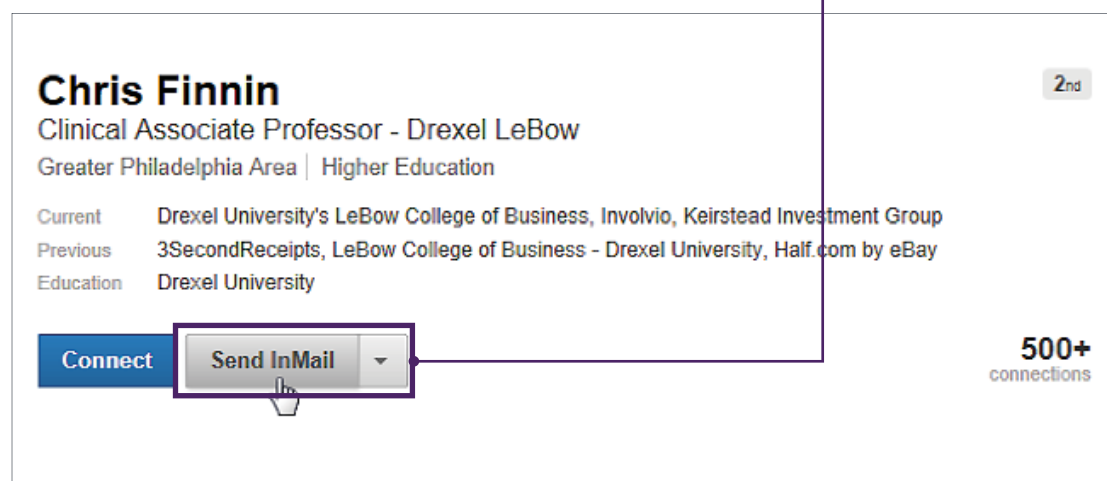 Chris Finnin
2nd
Clinical Associate Professor - Drexel LeBow
Greater Philadelphia Area | Higher Education
Current Drexel University's LeBow College of Business, Involvio, Keirstead Investment Group
Previous 3SecondReceipts, LeBow College of Business - Drexel University, Half.com by eBay
Education Drexel University
Connect Send InMail
500+
connections